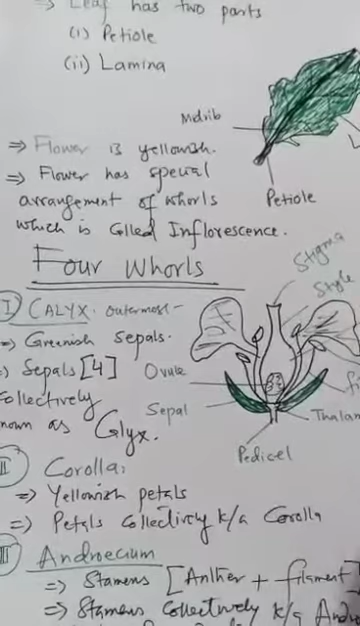 ⇒ Leaf has two parts
(i) Petiole
(ii) Lamina
Midrib
Petiole
⇒ Flower is yellowish.
⇒ Flower has special
arrangement of whorls
which is called Inflorescence.
Four Whorls
I) CALYX. outermost-
⇒ Greenish Sepals.
⇒ Sepals [4]
collectively
known as Calyx.
Stigma
Style
Ovule
Sepal
Thalam
Pedicel
II Corolla:
⇒ Yellowish petals
⇒ Petals Collectively k/a Corolla
III Androecium
⇒ Stamens [Anther + filament]
⇒ Stamens Collectively k/a Andro